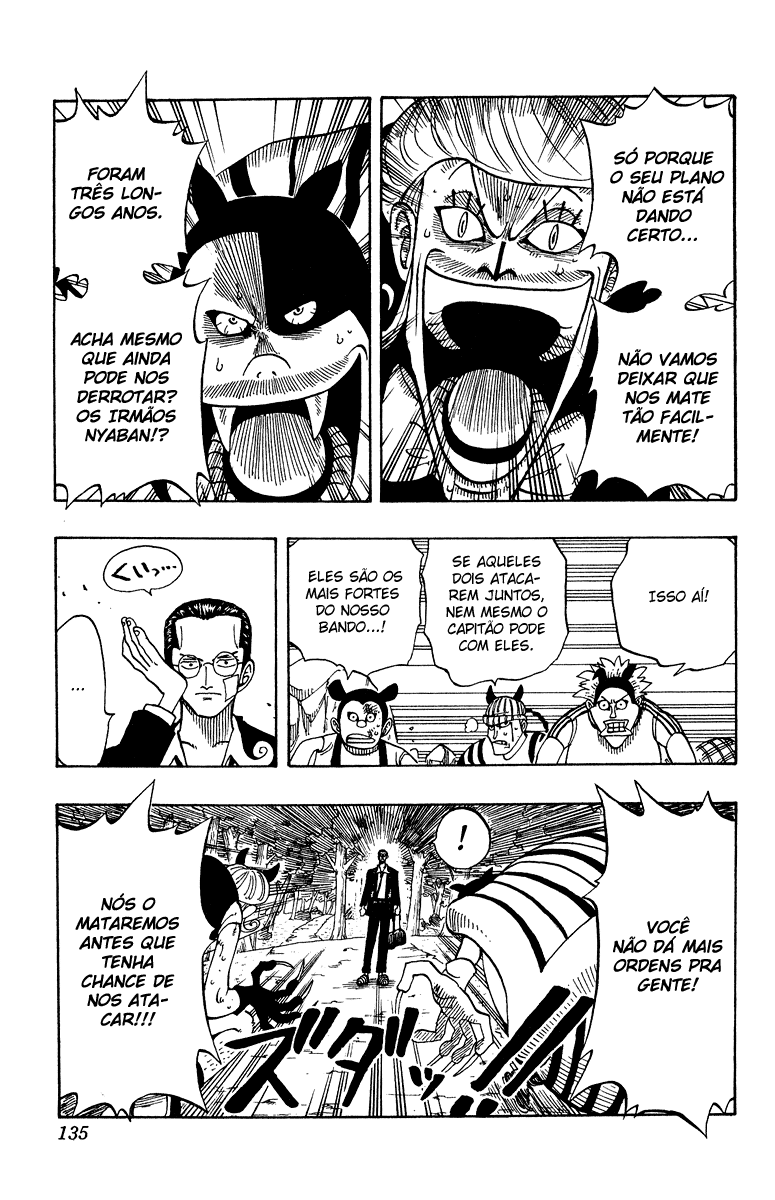 SÓ PORQUE
O SEU PLANO
NÃO ESTÁ
DANDO
CERTO...
NÃO VAMOS
DEIXAR QUE
NOS MATE
TÃO FACIL-
MENTE!
FORAM
TRÊS LON-
GOS ANOS.
ACHA MESMO
QUE AINDA
PODE NOS
DERROTAR?
OS IRMÃOS
NYABAN!?
ISSO AÍ!
SE AQUELES
DOIS ATACA-
REM JUNTOS,
NEM MESMO O
CAPITÃO PODE
COM ELES.
ELES SÃO OS
MAIS FORTES
DO NOSSO
BANDO...!
くいっ…
...
VOCÊ
NÃO DÁ MAIS
ORDENS PRA
GENTE!
!
NÓS O
MATAREMOS
ANTES QUE
TENHA
CHANCE DE
NOS ATA-
CAR!!!
ズダッ!!
135